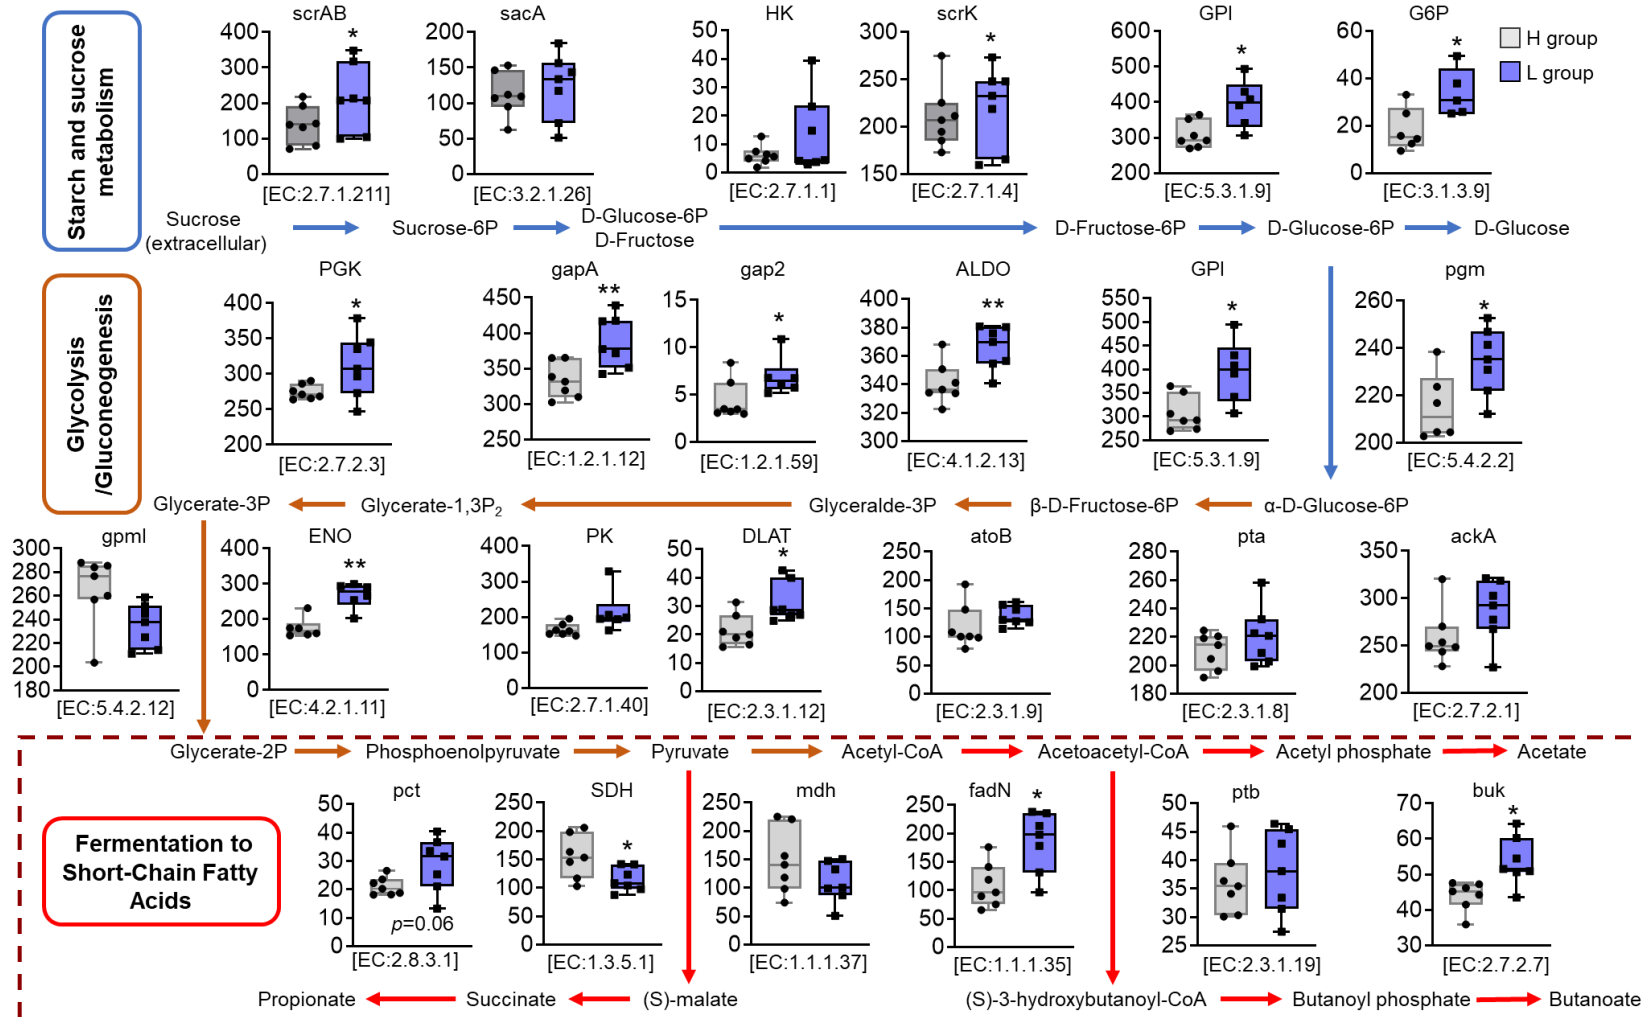 scrAB
sacA
HK
scrK
GPI
G6P
H group
L group
Starch and sucrose
metabolism
400
300
200
100
0
*
[EC:2.7.1.211]
200
150
100
50
0
[EC:3.2.1.26]
50
40
30
20
10
0
[EC:2.7.1.1]
300
250
200
150
*
[EC:2.7.1.4]
600
500
400
300
200
*
[EC:5.3.1.9]
60
40
20
0
*
[EC:3.1.3.9]
Sucrose
(extracellular)
Sucrose-6P
D-Glucose-6P
D-Fructose
D-Fructose-6P
D-Glucose-6P
D-Glucose
Glycolysis
/Gluconeogenesis
PGK
400
350
300
250
200
*
[EC:2.7.2.3]
gapA
450
400
350
300
250
**
[EC:1.2.1.12]
gap2
15
10
5
0
*
[EC:1.2.1.59]
ALDO
400
380
360
340
320
300
**
[EC:4.1.2.13]
GPI
550
500
450
400
350
300
250
*
[EC:5.3.1.9]
pgm
260
240
220
200
*
[EC:5.4.2.2]
Glycerate-3P
Glycerate-1,3P2
Glyceralde-3P
β-D-Fructose-6P
α-D-Glucose-6P
gpmI
300
280
260
240
220
200
180
[EC:5.4.2.12]
ENO
400
300
200
100
0
**
[EC:4.2.1.11]
PK
400
300
200
100
0
[EC:2.7.1.40]
DLAT
50
40
30
20
10
0
*
[EC:2.3.1.12]
atoB
250
200
150
100
50
0
[EC:2.3.1.9]
pta
280
260
240
220
200
180
[EC:2.3.1.8]
ackA
350
300
250
200
[EC:2.7.2.1]
Glycerate-2P
Phosphoenolpyruvate
Pyruvate
Acetyl-CoA
Acetoacetyl-CoA
Acetyl phosphate
Acetate
Fermentation to
Short-Chain Fatty
Acids
pct
50
40
30
20
10
0
p=0.06
[EC:2.8.3.1]
SDH
250
200
150
100
50
0
*
[EC:1.3.5.1]
mdh
250
200
150
100
50
0
[EC:1.1.1.37]
fadN
250
200
150
100
50
0
*
[EC:1.1.1.35]
ptb
50
45
40
35
30
25
[EC:2.3.1.19]
buk
70
60
50
40
30
*
[EC:2.7.2.7]
Propionate
Succinate
(S)-malate
(S)-3-hydroxybutanoyl-CoA
Butanoyl phosphate
Butanoate